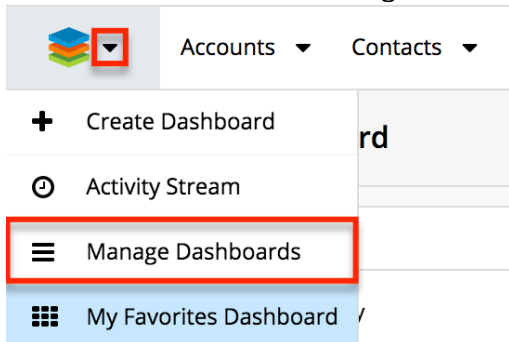 Accounts Contacts
Create Dashboard
rd
Activity Stream
Manage Dashboards
My Favorites Dashboard